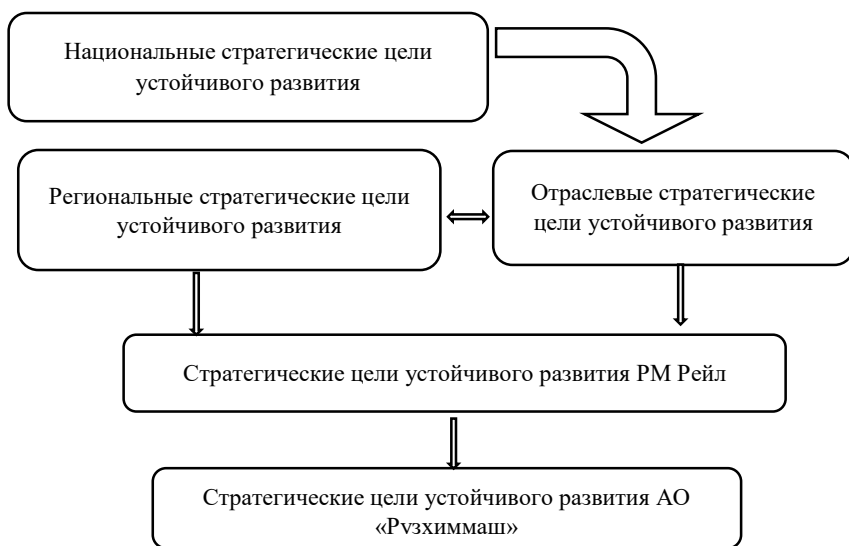 Национальные стратегические цели
устойчивого развития
Региональные стратегические цели
устойчивого развития
Отраслевые стратегические
цели устойчивого развития
Стратегические цели устойчивого развития РМ Рейл
Стратегические цели устойчивого развития АО
«Рузхиммаш»